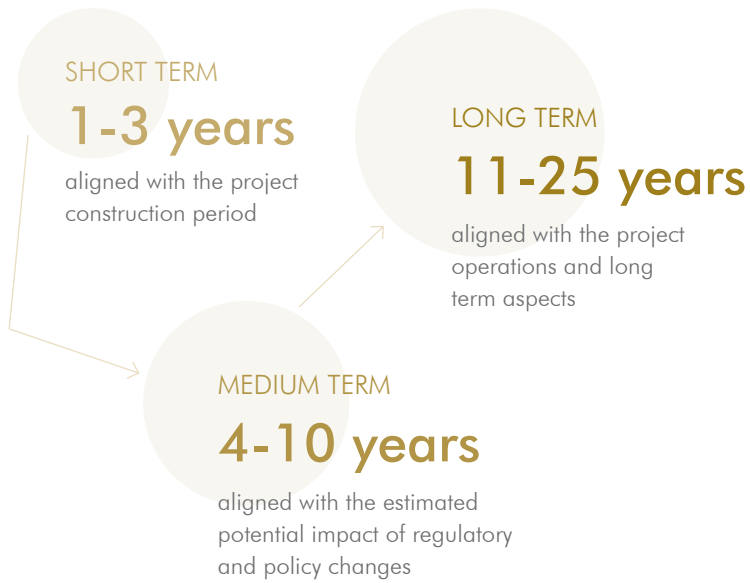 SHORT TERM
1-3 years
aligned with the project
construction period
MEDIUM TERM
4-10 years
aligned with the estimated
potential impact of regulatory
and policy changes
LONG TERM
11-25 years
aligned with the project
operations and long
term aspects